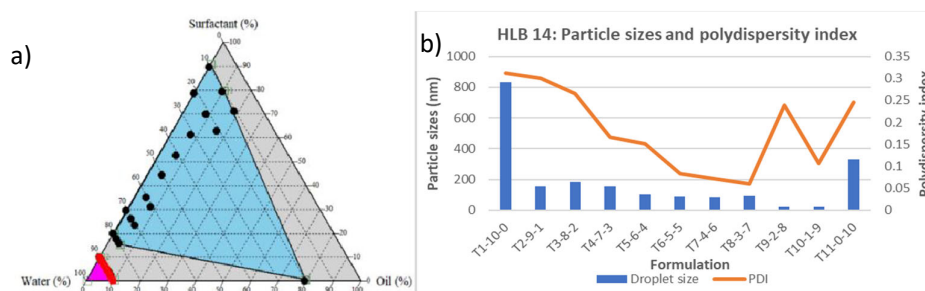 a)
Surfactant (%)
0
100
10
90
20
80
30
70
40
60
50
50
60
40
70
30
80
20
90
10
100
0
Water (%)
0
10
20
30
40
50
60
70
80
90
100
Oil (%)
b)
HLB 14: Particle sizes and polydispersity index
Particle sizes (nm)
1000
800
600
400
200
0
0.35
0.3
0.25
0.2
0.15
0.1
0.05
0
Polydispersity index
T1-10-0
T2-9-1
T3-8-2
T4-7-3
T5-6-4
T6-5-5
T7-4-6
T8-3-7
T9-2-8
T10-1-9
T11-0-10
Formulation
Droplet size
PDI